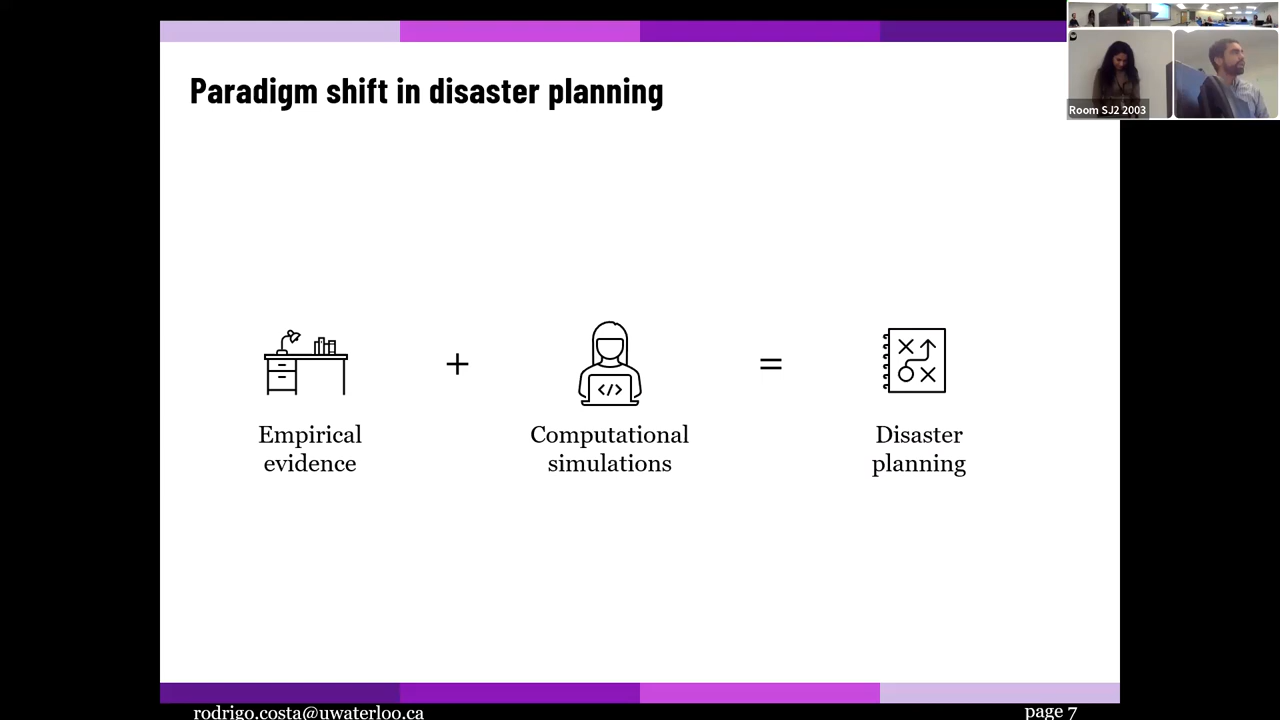 Paradigm shift in disaster planning
Room SJ2 2003
+
</>
=
Empirical
evidence
Computational
simulations
Disaster
planning
rodrigo.costa@uwaterloo.ca
page 7